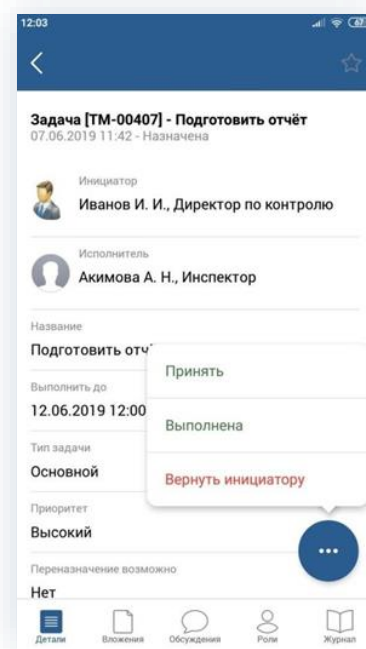 12:03
67
Задача [ТМ-00407] - Подготовить отчёт
07.06.2019 11:42 - Назначена
Инициатор
Иванов И. И., Директор по контролю
Исполнитель
Акимова А. Н., Инспектор
Название
Подготовить отч
Принять
Выполнить до
12.06.2019 12:00
Выполнена
Тип задачи
Основной
Вернуть инициатору
Приоритет
Высокий
Переназначение возможно
Нет
Детали
Вложения
Обсуждения
Роли
Журнал